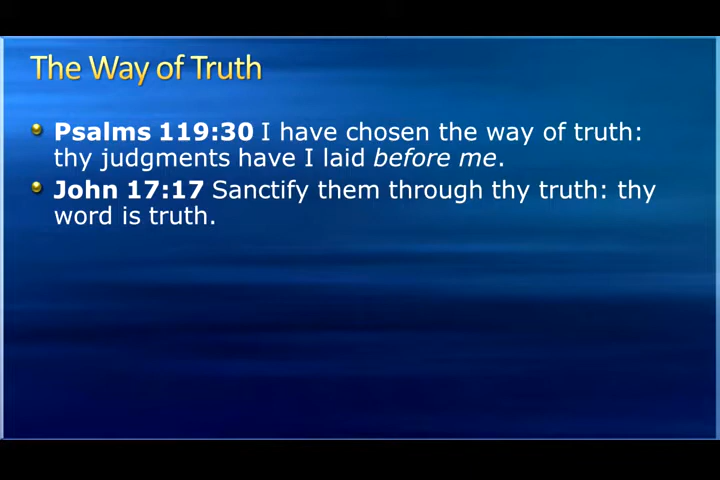 The Way of Truth
Psalms 119:30 I have chosen the way of truth:
thy judgments have I laid before me.
John 17:17 Sanctify them through thy truth: thy
word is truth.